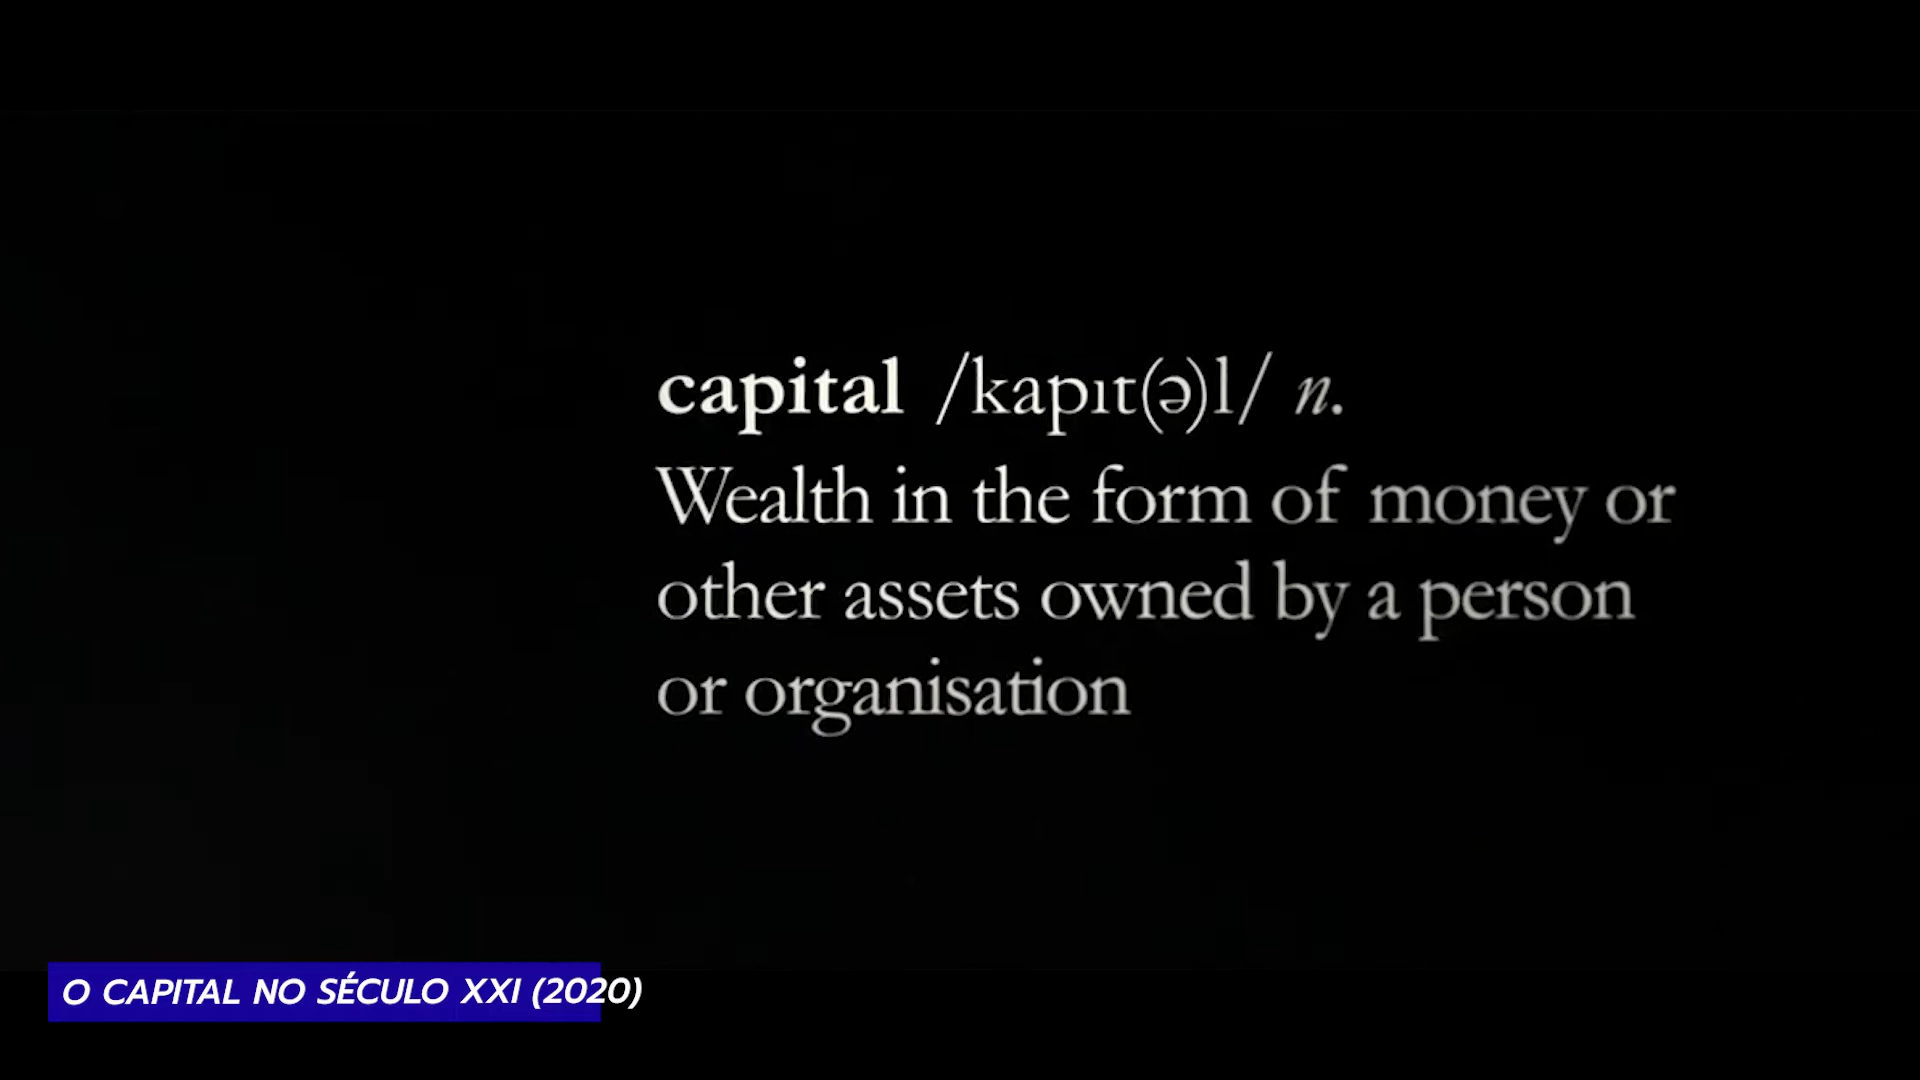 capital /kapɪt(ə)l/ n.
Wealth in the form of money or
other assets owned by a person
or organisation
O CAPITAL NO SÉCULO XXI (2020)